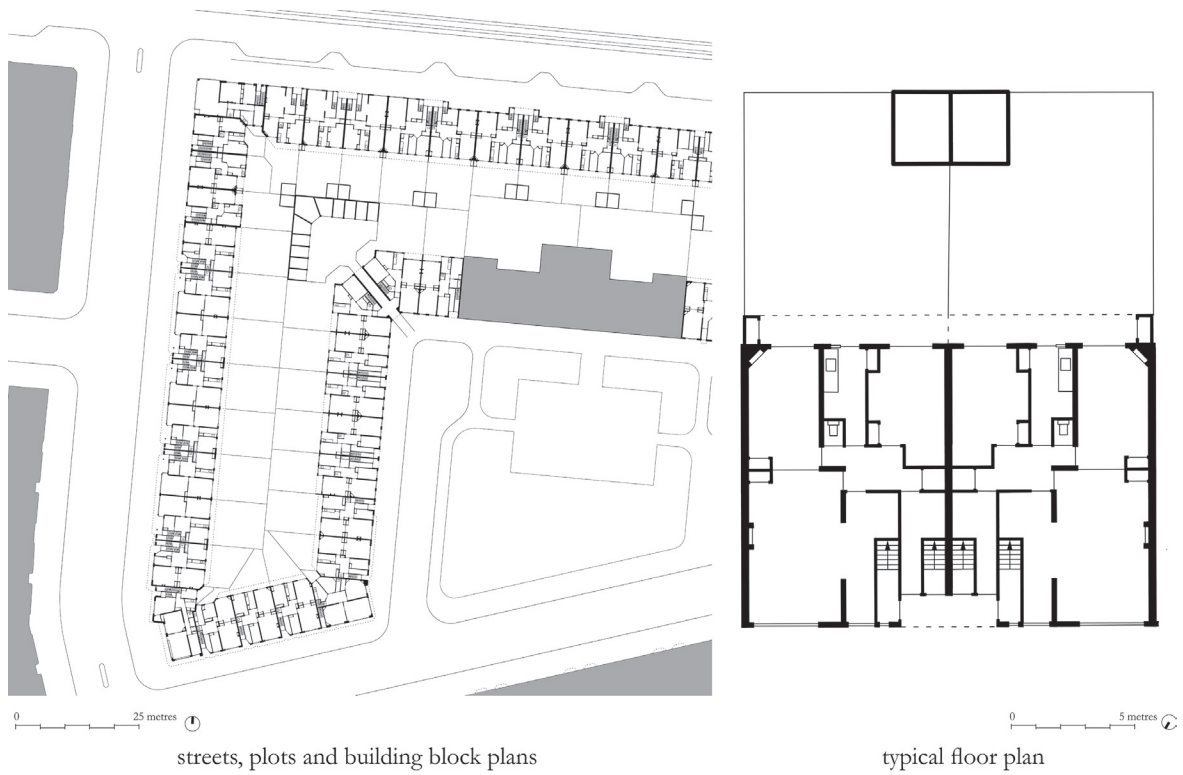 0 25 metres
0 5 metres
streets, plots and building block plans
typical floor plan